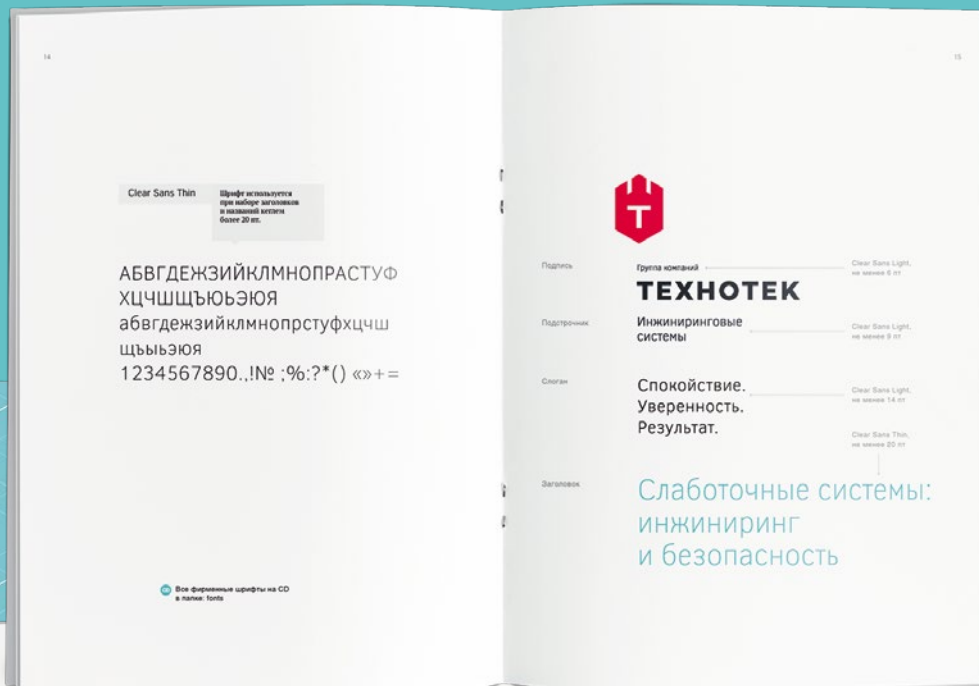 14
Clear Sans Thin
Шрифт используется
при наборе заголовков
и названий кеглем
более 20 пт.
АБВГДЕЖЗИЙКЛМНОПРАСТУФ
ХЦЧШЩЪЮЬЭЮЯ
абвгдежзийклмнопрстуфхцчш
щъыьэюя
1234567890.,!№ ;%:?*() «»+=
Все фирменные шрифты на CD
в папке: fonts
15
Т
Подпись
Группа компаний
Clear Sans Light,
не менее 6 пт
ТЕХНОТЕК
Подстрочник
Инжиниринговые
системы
Clear Sans Light,
не менее 9 пт
Слоган
Спокойствие.
Уверенность.
Результат.
Clear Sans Light,
не менее 14 пт
Clear Sans Thin,
не менее 20 пт
Заголовок
Слаботочные системы:
инжиниринг
и безопасность